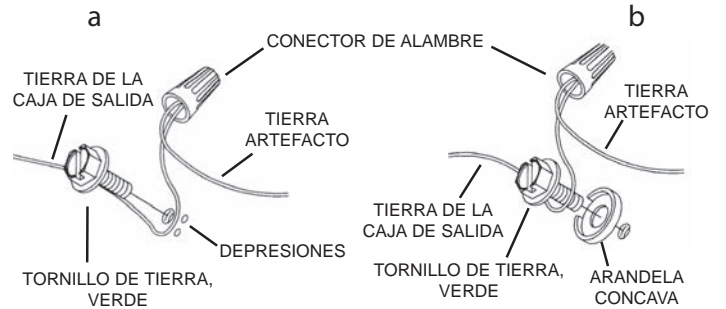 a
b
CONECTOR DE ALAMBRE
TIERRA DE LA
CAJA DE SALIDA
TIERRA
ARTEFACTO
DEPRESIONES
TORNILLO DE TIERRA,
VERDE
TIERRA
ARTEFACTO
TIERRA DE LA
CAJA DE SALIDA
TORNILLO DE TIERRA,
VERDE
ARANDELA
CONCAVA